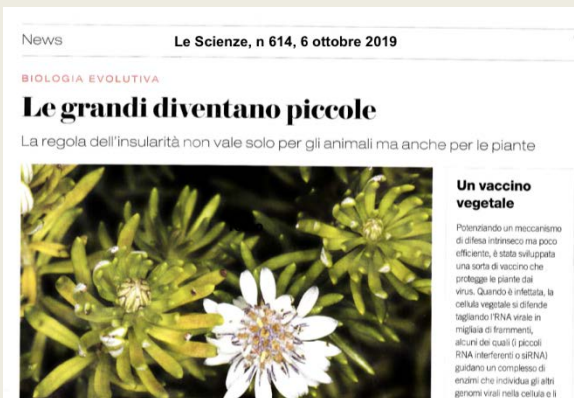 News
Le Scienze, n 614, 6 ottobre 2019
BIOLOGIA EVOLUTIVA
Le grandi diventano piccole
La regola dell'insularità non vale solo per gli animali ma anche per le piante
Un vaccino
vegetale
Potenziando un meccanismo
di difesa intrinseco ma poco
efficiente, è stata sviluppata
una sorta di vaccino che
protegge le piante dai
virus. Quando è infettata, la
cellula vegetale si difende
tagliando l'RNA virale in
migliaia di frammenti,
alcuni dei quali (i piccoli
RNA interferenti o siRNA)
guidano un complesso di
enzimi che individua gli altri
genomi virali nella cellula e li